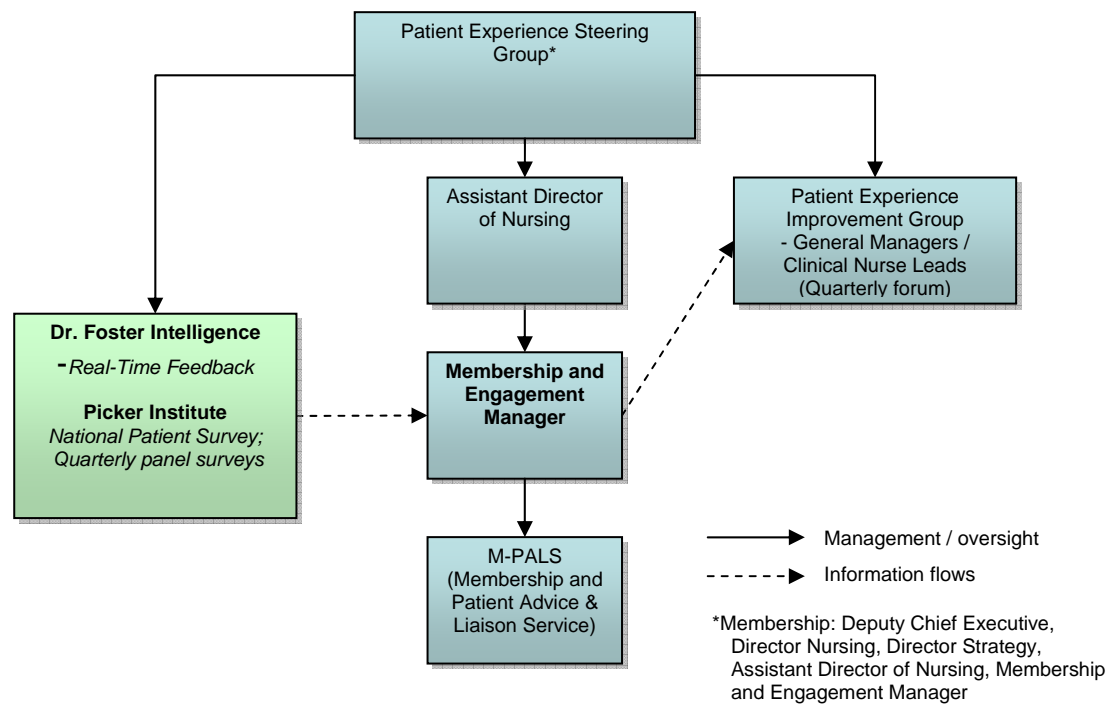 Patient Experience Steering
Group*
Assistant Director
of Nursing
Patient Experience
Improvement Group
- General Managers /
Clinical Nurse Leads
(Quarterly forum)
Dr. Foster Intelligence
-Real-Time Feedback
Picker Institute
National Patient Survey;
Quarterly panel surveys
Membership and
Engagement
Manager
M-PALS
(Membership and
Patient Advice &
Liaison Service)
Management / oversight
Information flows
*Membership: Deputy Chief Executive,
Director Nursing, Director Strategy,
Assistant Director of Nursing, Membership
and Engagement Manager